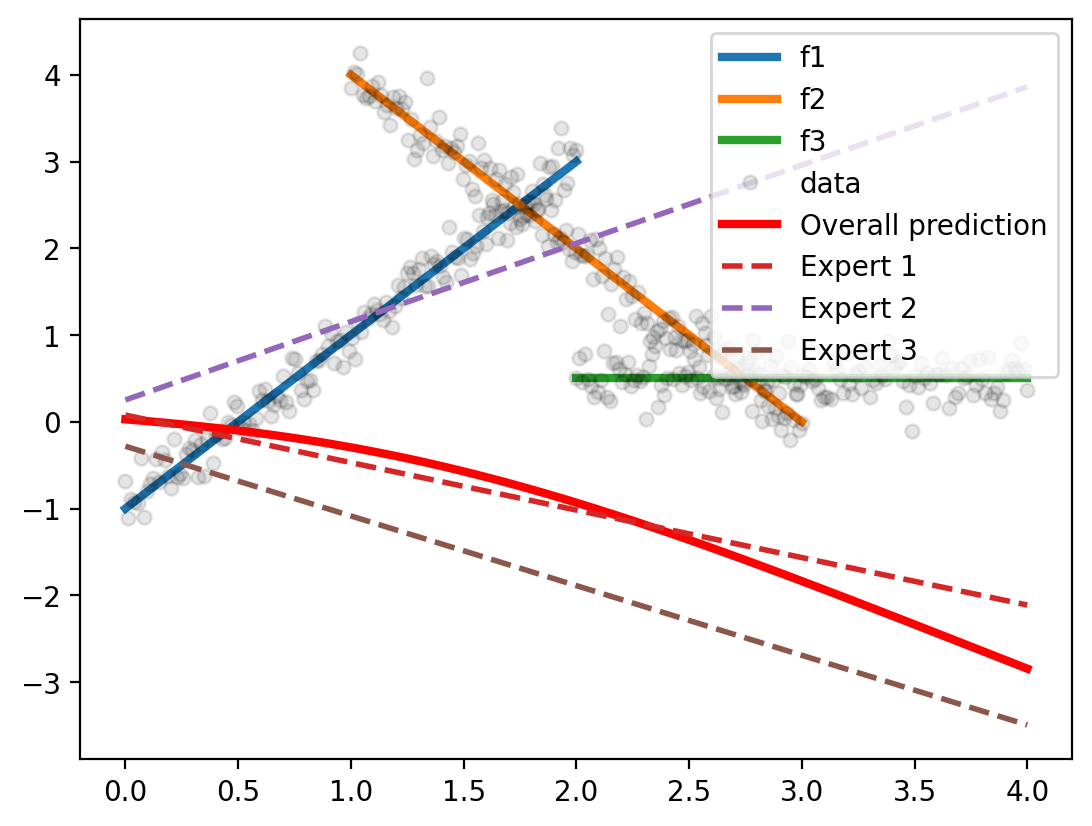 4
3
2
1
0
−1
−2
−3
0.0 0.5 1.0 1.5 2.0 2.5 3.0 3.5 4.0
f1
f2
f3
data
Overall prediction
Expert 1
Expert 2
Expert 3